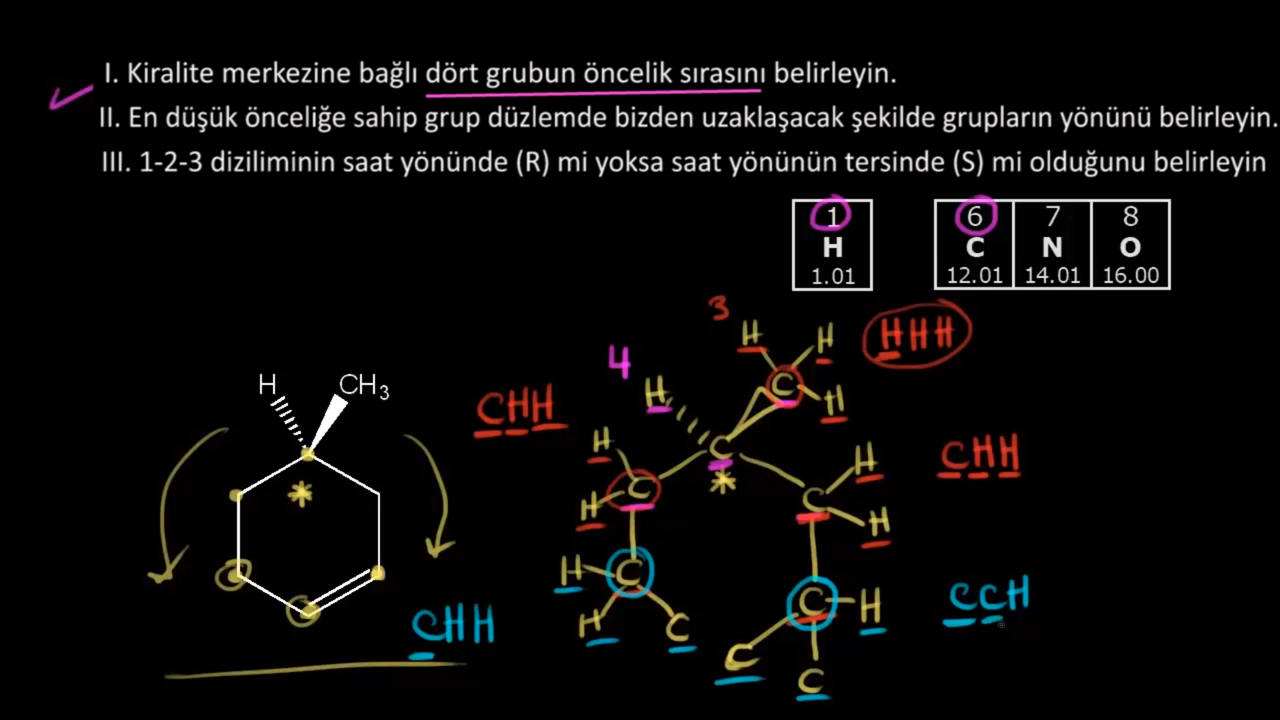 I. Kiralite merkezine bağlı dört grubun öncelik sırasını belirleyin.
II. En düşük önceliğe sahip grup düzlemde bizden uzaklaşacak şekilde grupların yönünü belirleyin.
III. 1-2-3 diziliminin saat yönünde (R) mi yoksa saat yönünün tersinde (S) mi olduğunu belirleyin
1 6 7 8
H C N O
1.01 12.01 14.01 16.00
3
H H HHH
4
H C H
H CH₃
CHH
H C H CHH
* C *
H C C H
H C C H CCH
CHH H C C
C